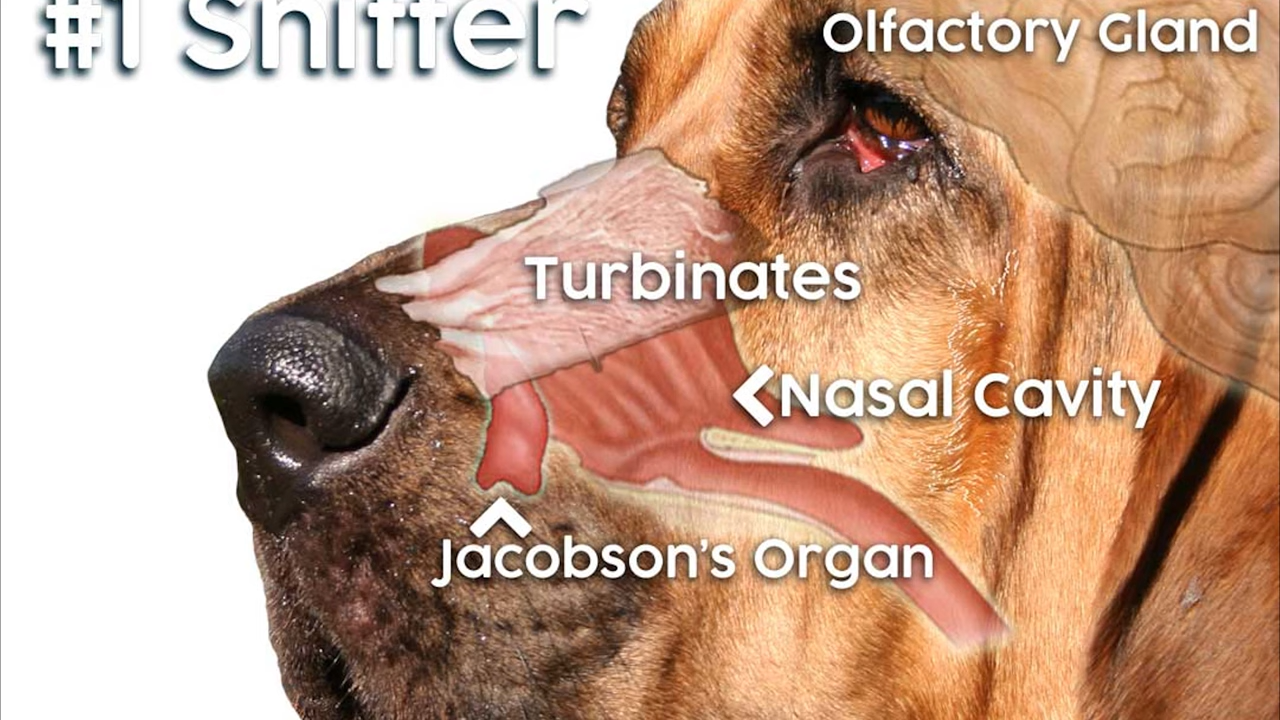 #1 Sniffer
Olfactory Gland
Turbinates
Nasal Cavity
Jacobson's Organ